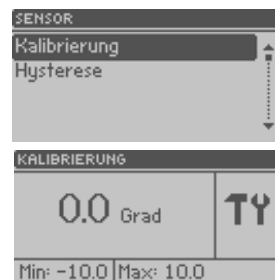 SENSOR
Kalibrierung
Hysterese
KALIBRIERUNG
0.0 Grad
Min: -10.0 Max: 10.0